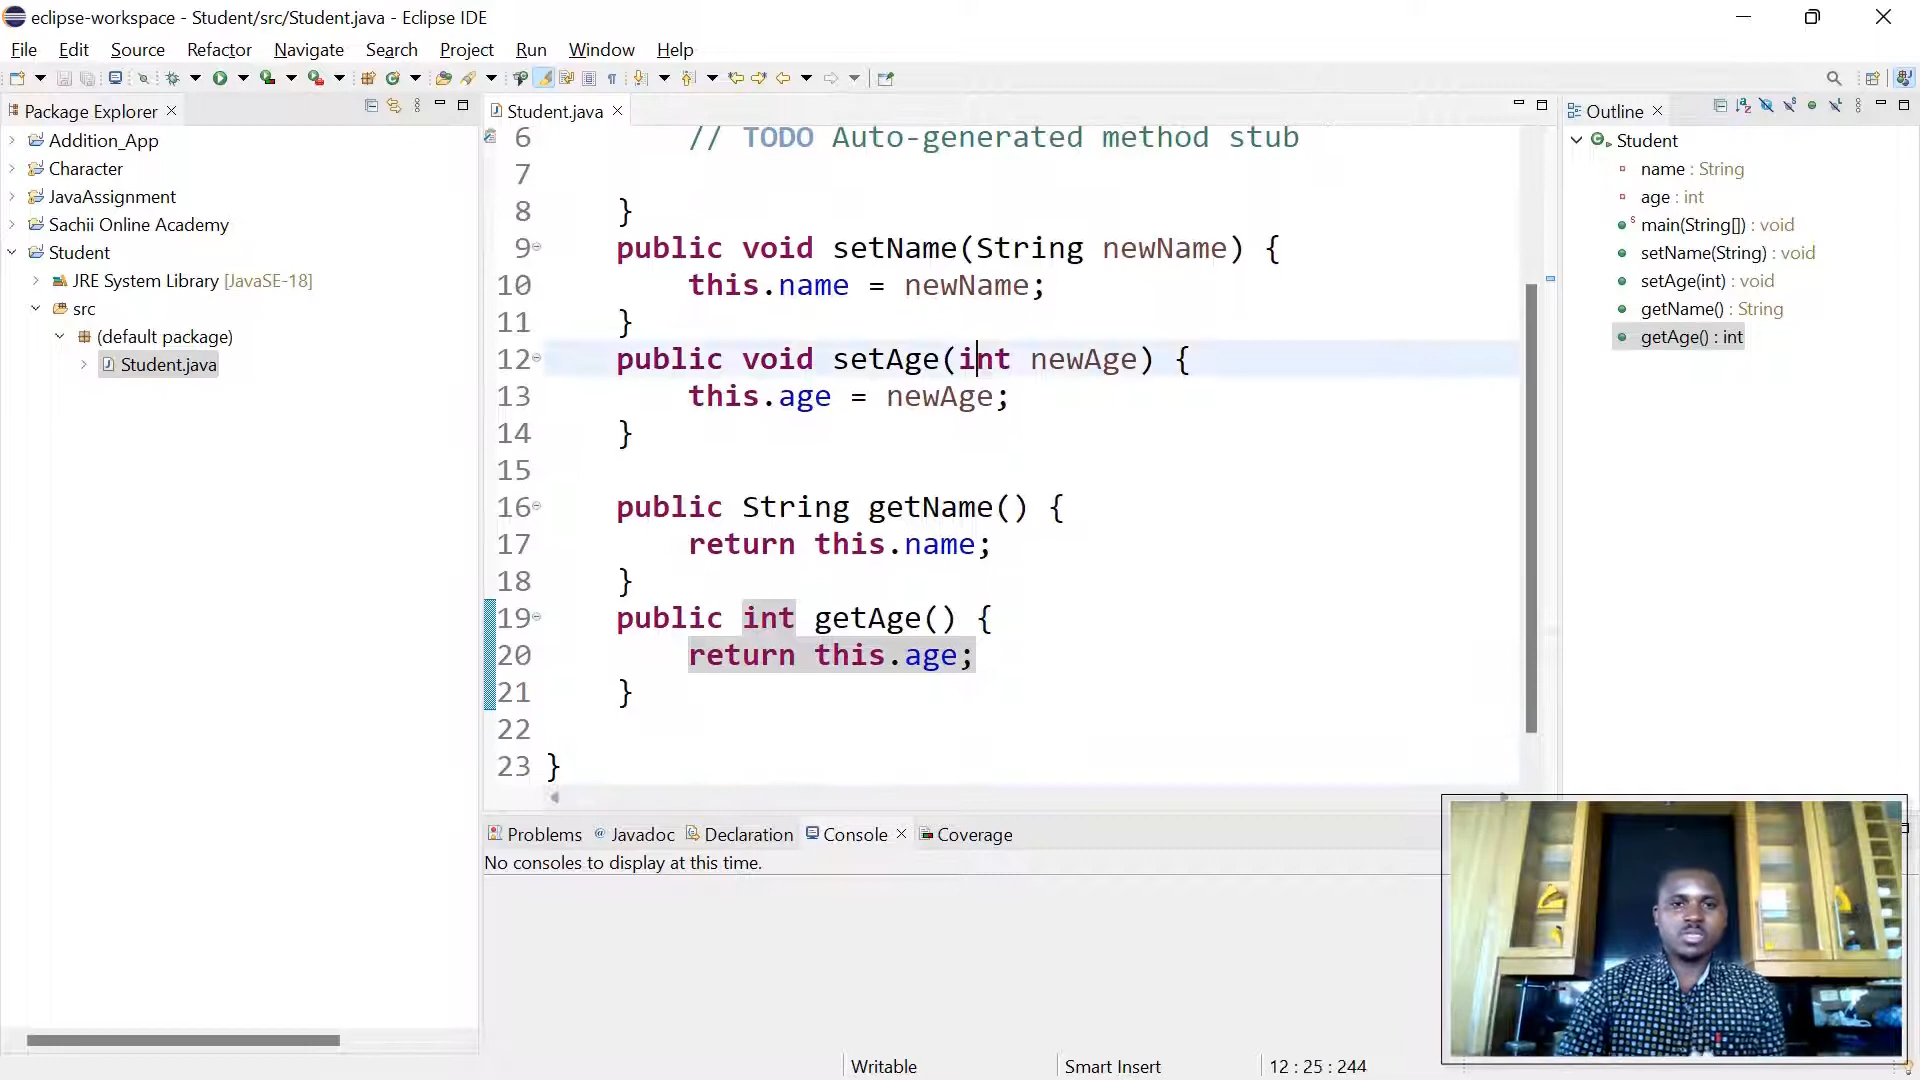 eclipse-workspace - Student/src/Student.java - Eclipse IDE
File Edit Source Refactor Navigate Search Project Run Window Help
Package Explorer
Addition_App
Character
JavaAssignment
Sachii Online Academy
Student
JRE System Library [JavaSE-18]
src
(default package)
Student.java
Student.java
6 // TODO Auto-generated method stub
7
8 }
9 public void setName(String newName) {
10 this.name = newName;
11 }
12 public void setAge(int newAge) {
13 this.age = newAge;
14 }
15
16 public String getName() {
17 return this.name;
18 }
19 public int getAge() {
20 return this.age;
21 }
22
23 }
Outline
Student
name : String
age : int
main(String[]) : void
setName(String) : void
setAge(int) : void
getName() : String
getAge() : int
Problems Javadoc Declaration Console Coverage
No consoles to display at this time.
Writable Smart Insert 12 : 25 : 244